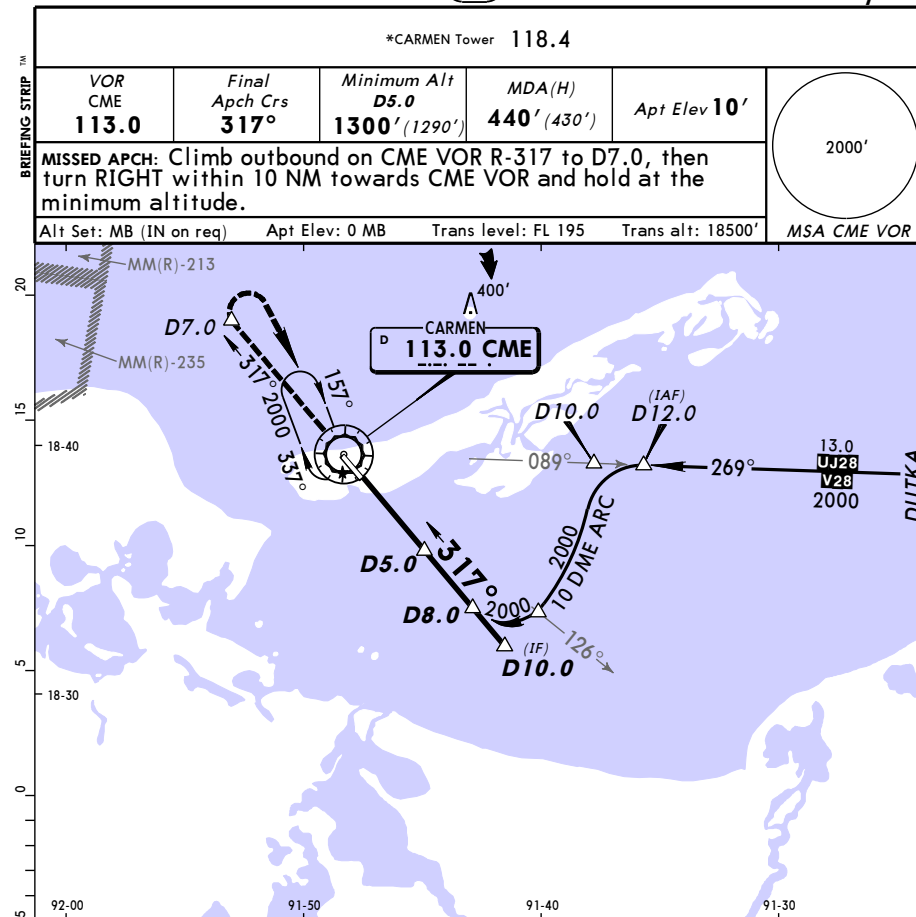 *CARMEN Tower 118.4
BRIEFING STRIP TM
VOR
CME
113.0
Final
Apch Crs
317°
Minimum Alt
D5.0
1300' (1290')
MDA(H)
440' (430')
Apt Elev 10'
2000'
MSA CME VOR
MISSED APCH: Climb outbound on CME VOR R-317 to D7.0, then
turn RIGHT within 10 NM towards CME VOR and hold at the
minimum altitude.
Alt Set: MB (IN on req) Apt Elev: 0 MB Trans level: FL 195 Trans alt: 18500'
MM(R)-213
MM(R)-235
400'
CARMEN
D 113.0 CME
D7.0
317°
2000
157°
337°
(IAF)
D10.0
D12.0
089°
269°
13.0
UJ28
V28
2000
DUTKA
2000
10 DME ARC
317°
D5.0
D8.0
2000
126°
(IF)
D10.0
20
15
18-40
10
5
18-30
0
5
92-00
91-50
91-40
91-30